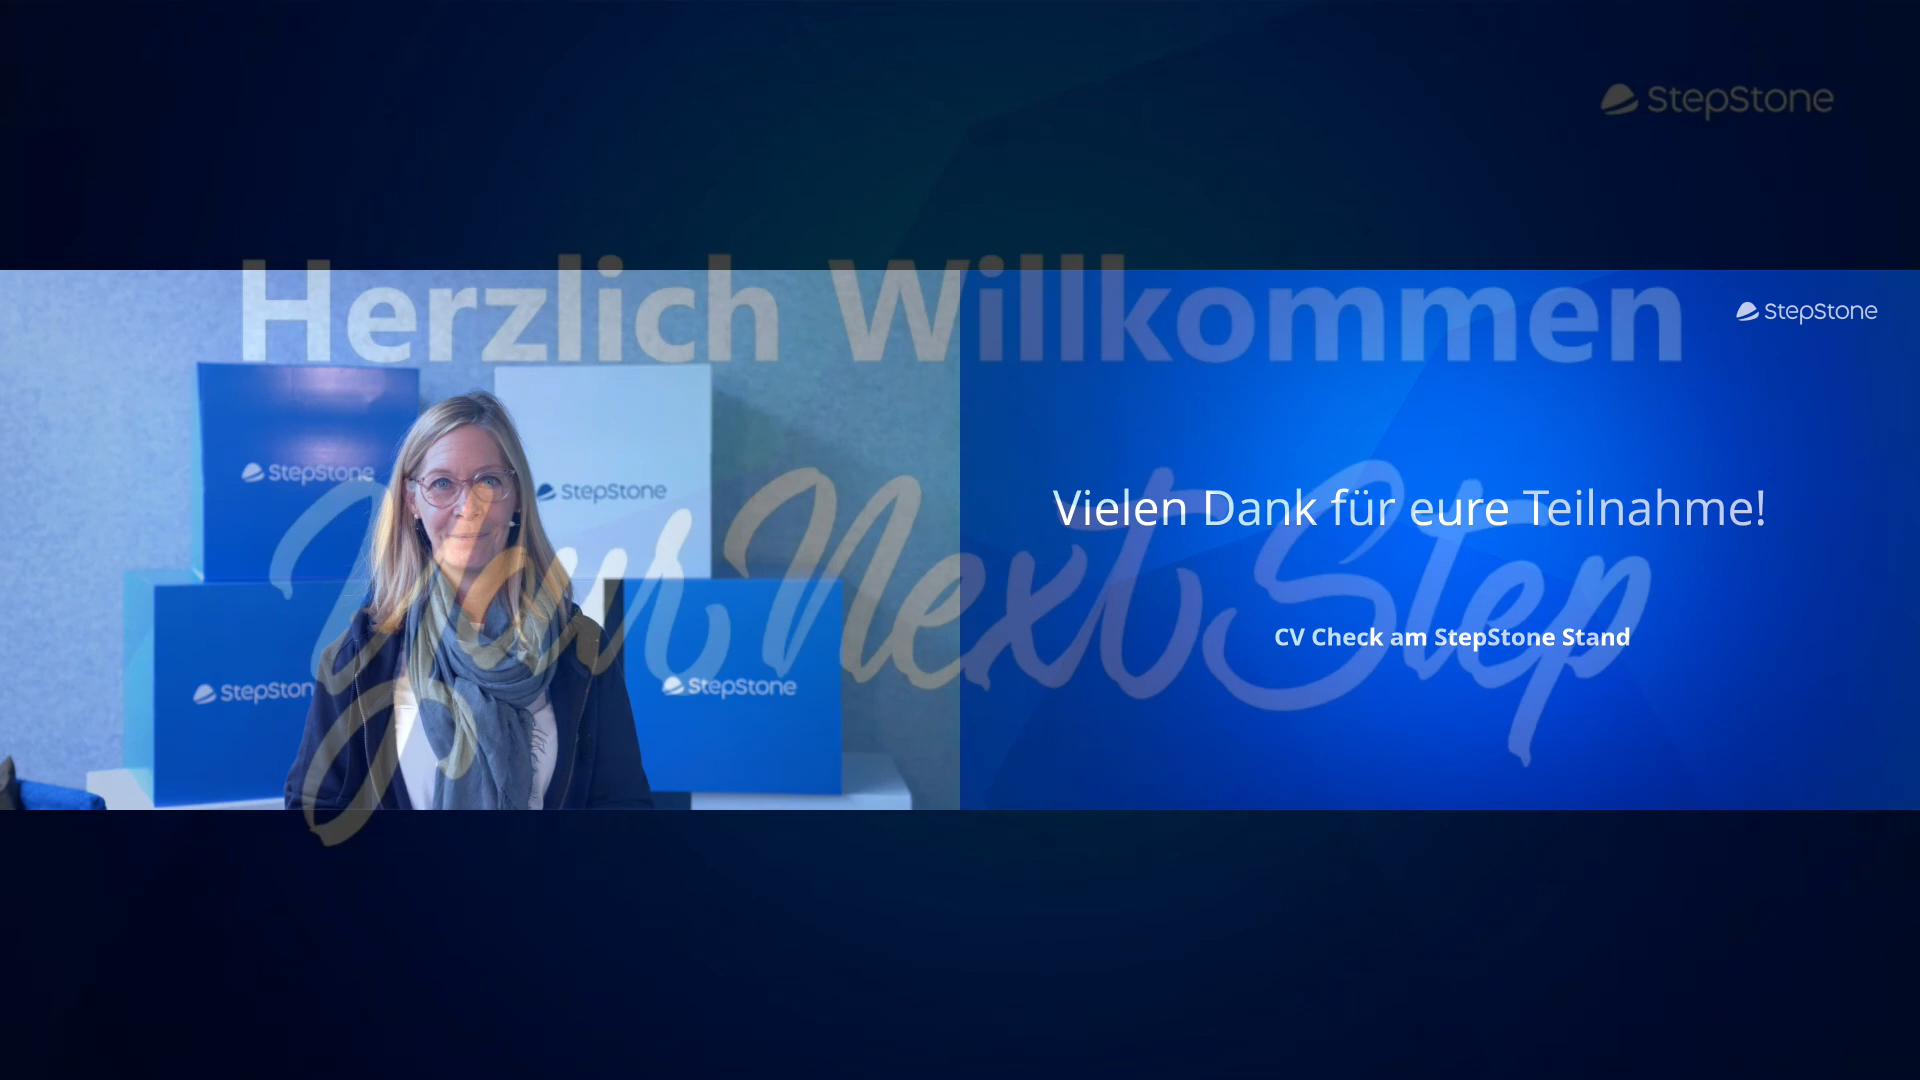 StepStone
Herzlich Willkommen
StepStone
StepStone
StepStone
Your Next Step
Vielen Dank für eure Teilnahme!
CV Check am StepStone Stand
StepSton
StepStone